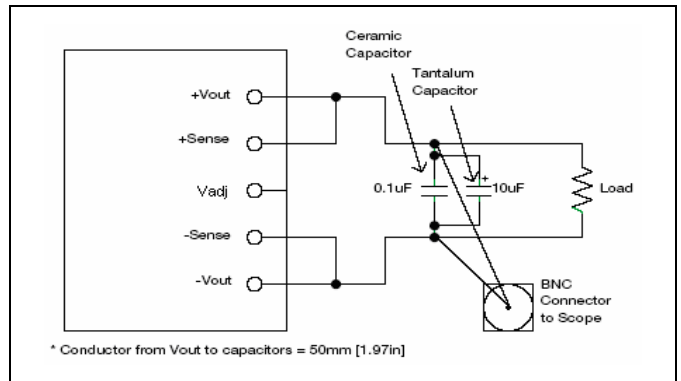 Ceramic
Capacitor
Tantalum
Capacitor
+Vout
+Sense
Vadj
-Sense
-Vout
0.1uF
+
10uF
Load
BNC
Connector
to Scope
* Conductor from Vout to capacitors = 50mm [1.97in]